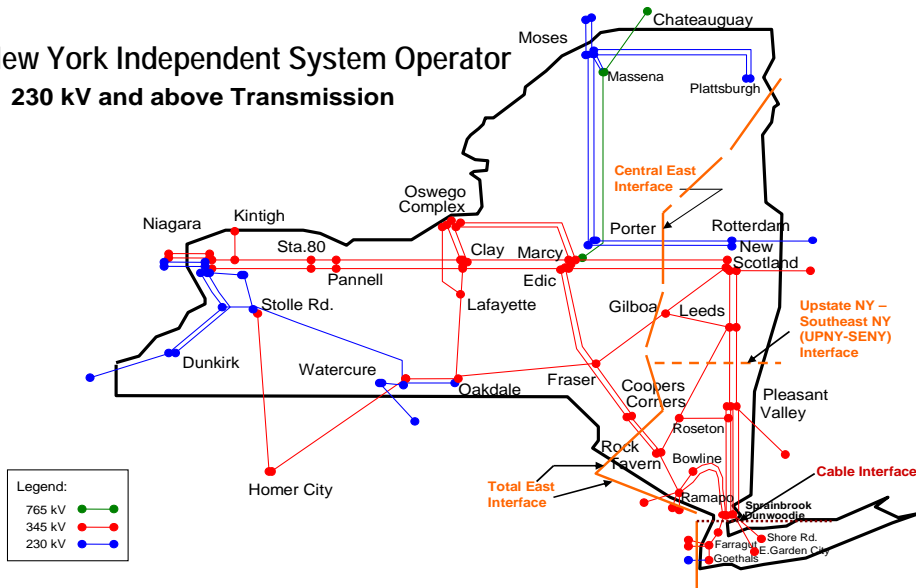 New York Independent System Operator
230 kV and above Transmission
Chateauguay
Moses
Massena
Plattsburgh
Central East
Interface
Oswego
Complex
Niagara
Kintigh
Porter
Rotterdam
Sta.80
Clay
Marcy
New
Scotland
Pannell
Edic
Stolle Rd.
Lafayette
Gilboa
Leeds
Upstate NY –
Southeast NY
(UPNY-SENY)
Interface
Dunkirk
Watercure
Oakdale
Fraser
Coopers
Corners
Pleasant
Valley
Roseton
Rock
Tavern
Bowline
Homer City
Total East
Interface
Cable Interface
Ramapo
Sprainbrook
Dunwoodie
Shore Rd.
Farragut
E.Garden City
Goethals
Legend:
765 kV
345 kV
230 kV